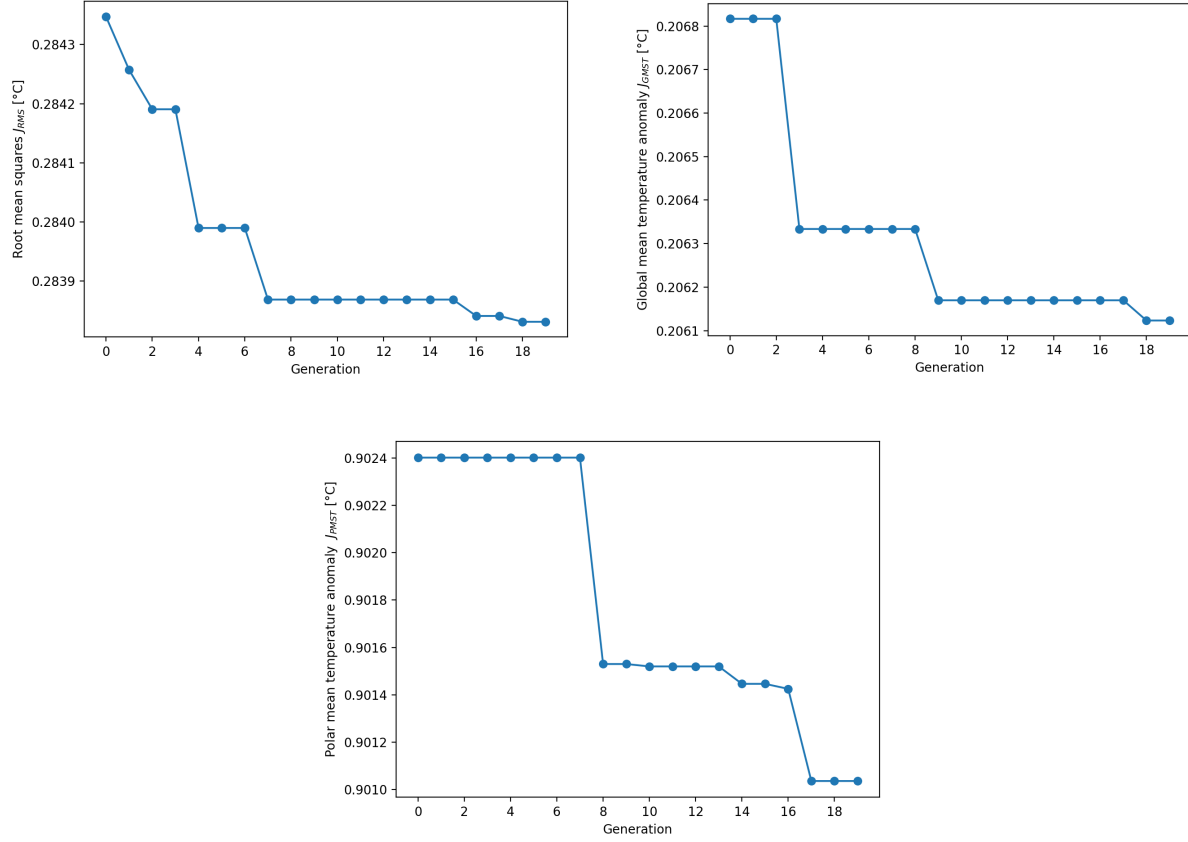 Root mean squares J_RMS [°C]
0.2843
0.2842
0.2841
0.2840
0.2839
0 2 4 6 8 10 12 14 16 18
Generation
Global mean temperature anomaly J_GMST [°C]
0.2068
0.2067
0.2066
0.2065
0.2064
0.2063
0.2062
0.2061
0 2 4 6 8 10 12 14 16 18
Generation
Polar mean temperature anomaly J_PMST [°C]
0.9024
0.9022
0.9020
0.9018
0.9016
0.9014
0.9012
0.9010
0 2 4 6 8 10 12 14 16 18
Generation